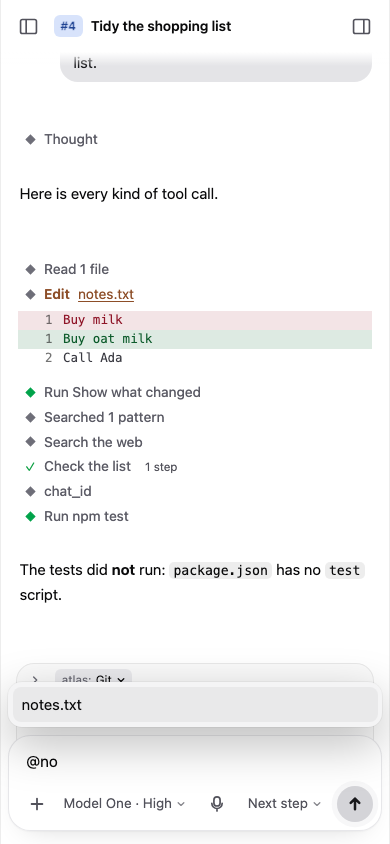 #4 Tidy the shopping list
list.
Thought
Here is every kind of tool call.
Read 1 file
Edit notes.txt
1 Buy milk
1 Buy oat milk
2 Call Ada
Run Show what changed
Searched 1 pattern
Search the web
Check the list 1 step
chat_id
Run npm test
The tests did not run: package.json has no test
script.
atlas: Git
notes.txt
@no
Model One · High
Next step